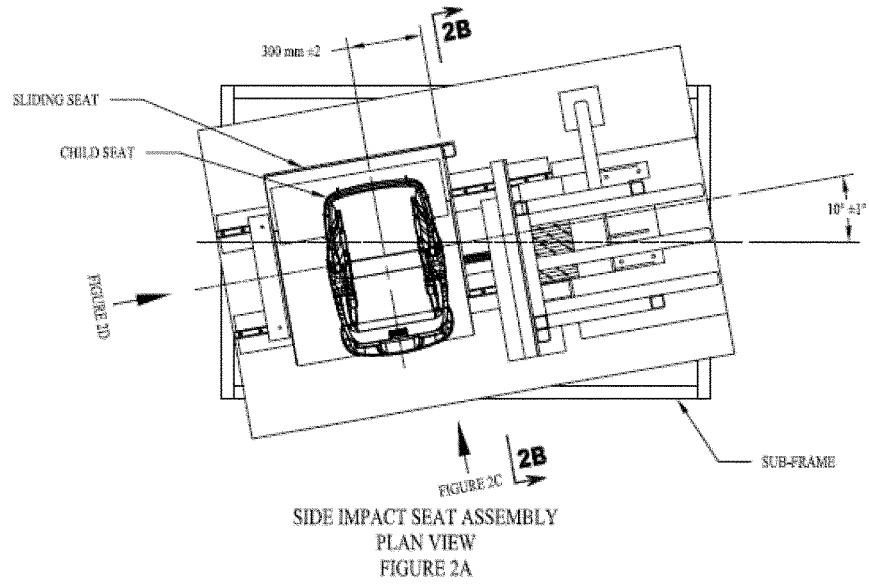 2B
300 mm ±2
SLIDING SEAT
CHILD SEAT
10° ±1°
FIGURE 2D
2B
FIGURE 2C
SUB-FRAME
SIDE IMPACT SEAT ASSEMBLY
PLAN VIEW
FIGURE 2A